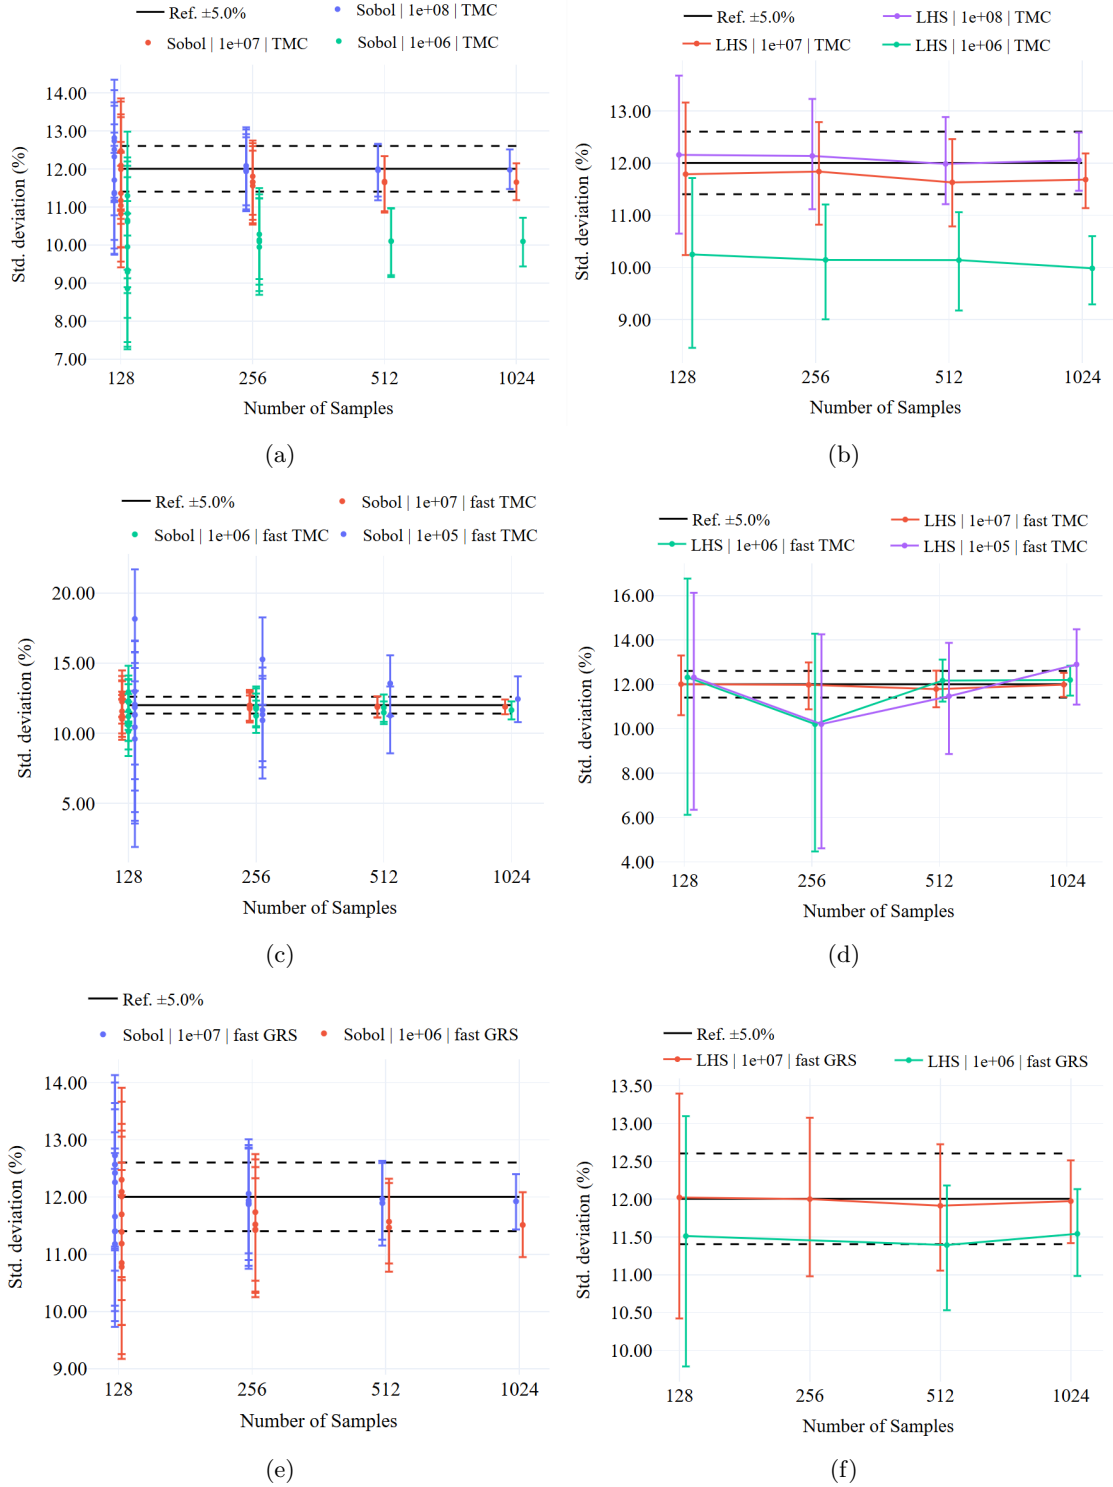 Ref. ±5.0%
Sobol | 1e+08 | TMC
Sobol | 1e+07 | TMC
Sobol | 1e+06 | TMC
14.00
13.00
12.00
11.00
10.00
9.00
8.00
7.00
Std. deviation (%)
128
256
512
1024
Number of Samples
(a)
Ref. ±5.0%
LHS | 1e+08 | TMC
LHS | 1e+07 | TMC
LHS | 1e+06 | TMC
13.00
12.00
11.00
10.00
9.00
Std. deviation (%)
128
256
512
1024
Number of Samples
(b)
Ref. ±5.0%
Sobol | 1e+07 | fast TMC
Sobol | 1e+06 | fast TMC
Sobol | 1e+05 | fast TMC
20.00
15.00
10.00
5.00
Std. deviation (%)
128
256
512
1024
Number of Samples
(c)
Ref. ±5.0%
LHS | 1e+07 | fast TMC
LHS | 1e+06 | fast TMC
LHS | 1e+05 | fast TMC
16.00
14.00
12.00
10.00
8.00
6.00
4.00
Std. deviation (%)
128
256
512
1024
Number of Samples
(d)
Ref. ±5.0%
Sobol | 1e+07 | fast GRS
Sobol | 1e+06 | fast GRS
14.00
13.00
12.00
11.00
10.00
9.00
Std. deviation (%)
128
256
512
1024
Number of Samples
(e)
Ref. ±5.0%
LHS | 1e+07 | fast GRS
LHS | 1e+06 | fast GRS
13.50
13.00
12.50
12.00
11.50
11.00
10.50
10.00
Std. deviation (%)
128
256
512
1024
Number of Samples
(f)